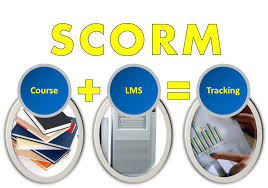 SCORM
Course + LMS = Tracking